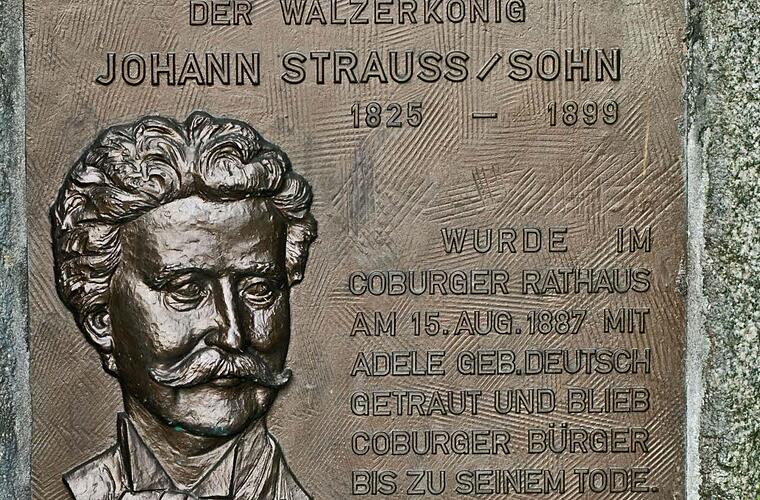 DER WALZERKÖNIG
JOHANN STRAUSS/SOHN
1825 — 1899
WURDE IM
COBURGER RATHAUS
AM 15.AUG.1887 MIT
ADELE GEB.DEUTSCH
GETRAUT UND BLIEB
COBURGER BÜRGER
BIS ZU SEINEM TODE.